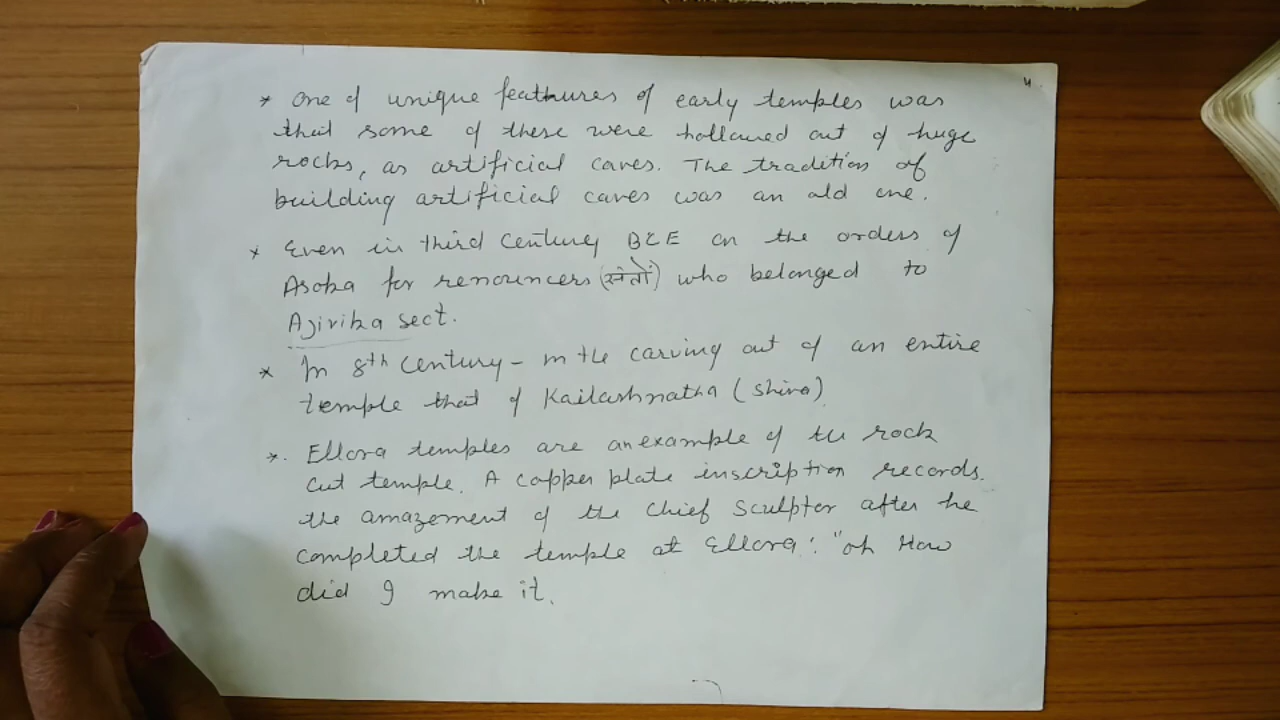 4.
* One of unique feathures of early temples was
that some of these were hollowed out of huge
rocks, as artificial caves. The tradition of
building artificial caves was an old one.
* Even in third century BCE on the orders of
Asoka for renouncers (संतों) who belonged to
Ajivika sect.
* In 8th century - in the carving out of an entire
temple that of Kailashnatha (Shiva)
*. Ellora temples are an example of the rock
cut temple. A copper plate inscription records.
the amazement of the Chief Sculptor after he
completed the temple at Ellora: "oh How
did I make it.